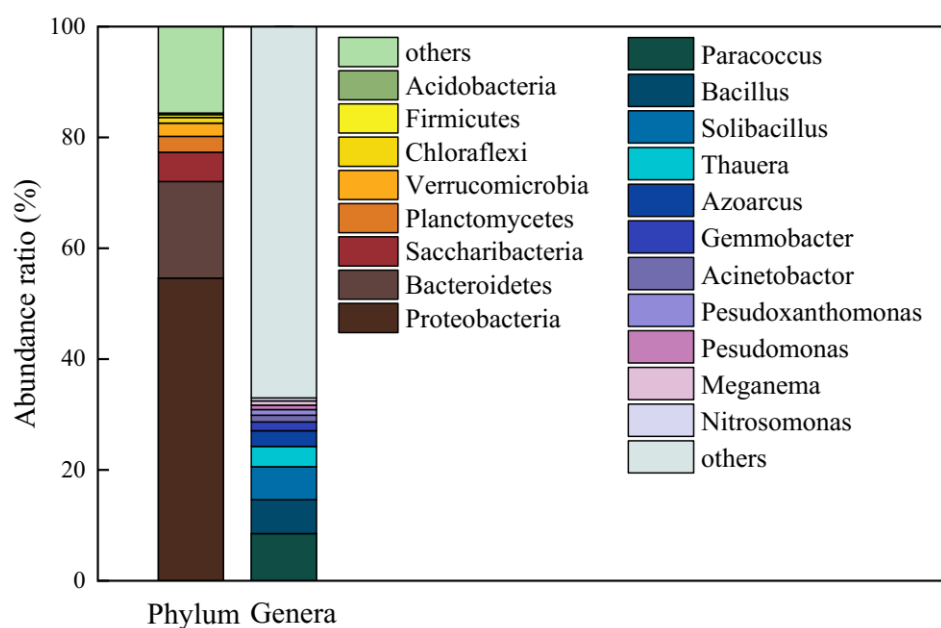 100
80
60
40
20
0
Abundance ratio (%)
Phylum
Genera
others
Acidobacteria
Firmicutes
Chloraflexi
Verrucomicrobia
Planctomycetes
Saccharibacteria
Bacteroidetes
Proteobacteria
Paracoccus
Bacillus
Solibacillus
Thauera
Azoarcus
Gemmobacter
Acinetobactor
Pesudoxanthomonas
Pesudomonas
Meganema
Nitrosomonas
others